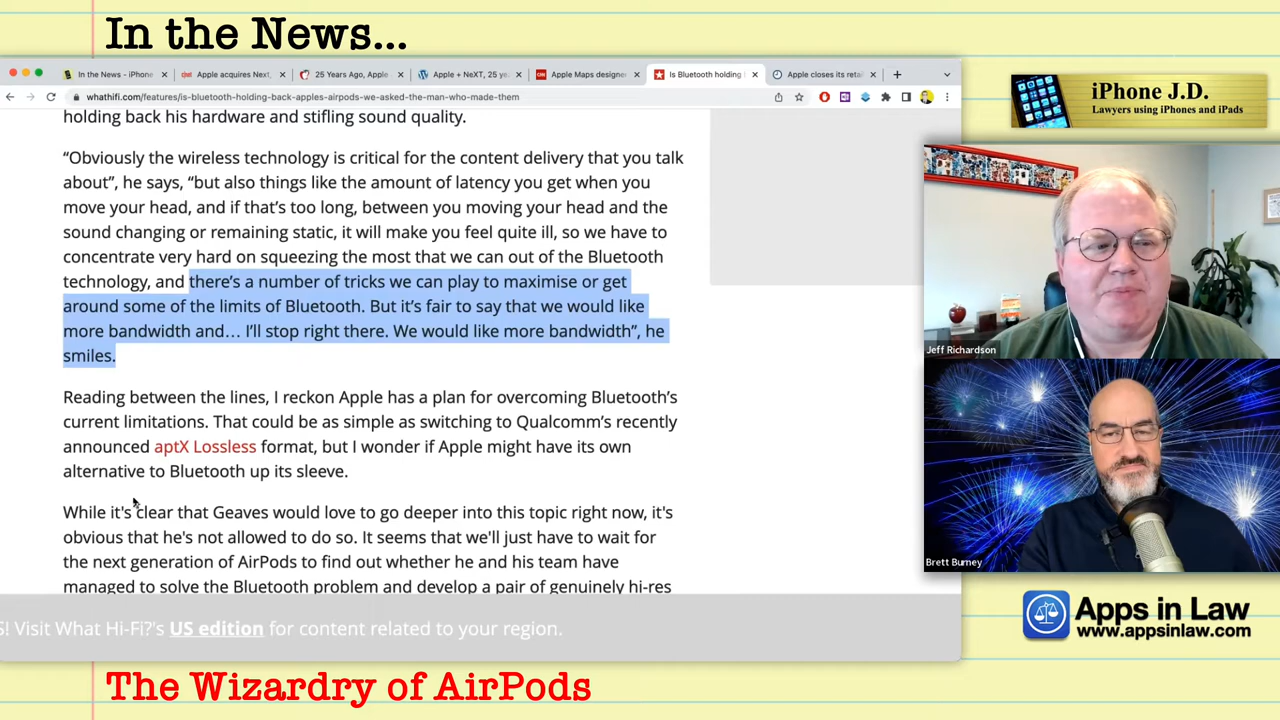 In the News...
In the News - iPhone
Apple acquires Next,
25 Years Ago, Apple
Apple + NeXT, 25 ye
Apple Maps designe
Is Bluetooth holding
Apple closes its reta
whathifi.com/features/is-bluetooth-holding-back-apples-airpods-we-asked-the-man-who-made-them
holding back his hardware and stifling sound quality.
“Obviously the wireless technology is critical for the content delivery that you talk
about”, he says, “but also things like the amount of latency you get when you
move your head, and if that’s too long, between you moving your head and the
sound changing or remaining static, it will make you feel quite ill, so we have to
concentrate very hard on squeezing the most that we can out of the Bluetooth
technology, and there’s a number of tricks we can play to maximise or get
around some of the limits of Bluetooth. But it’s fair to say that we would like
more bandwidth and… I’ll stop right there. We would like more bandwidth”, he
smiles.
Reading between the lines, I reckon Apple has a plan for overcoming Bluetooth’s
current limitations. That could be as simple as switching to Qualcomm’s recently
announced aptX Lossless format, but I wonder if Apple might have its own
alternative to Bluetooth up its sleeve.
While it's clear that Geaves would love to go deeper into this topic right now, it's
obvious that he's not allowed to do so. It seems that we'll just have to wait for
the next generation of AirPods to find out whether he and his team have
managed to solve the Bluetooth problem and develop a pair of genuinely hi-res
S! Visit What Hi-Fi?'s US edition for content related to your region.
The Wizardry of AirPods
iPhone J.D.
Lawyers using iPhones and iPads
Jeff Richardson
Brett Burney
Apps in Law
www.appsinlaw.com